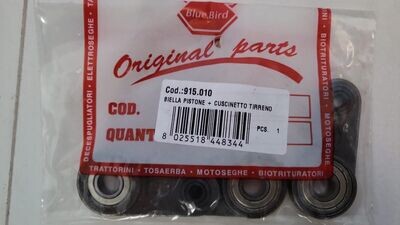 Blue Bird
Original parts
Cod.:915.010
BIELLA PISTONE + CUSCINETTO TIRRENO
PCS. 1
8 025518 448344
COD.
QUANT
DECESPUGLIATORI • ELETTROSEGHE • TRATTORINI
BIOTRITURATORI • MOTOSEGHE
TRATTORINI • TOSAERBA • MOTOSEGHE • BIOTRITURATORI